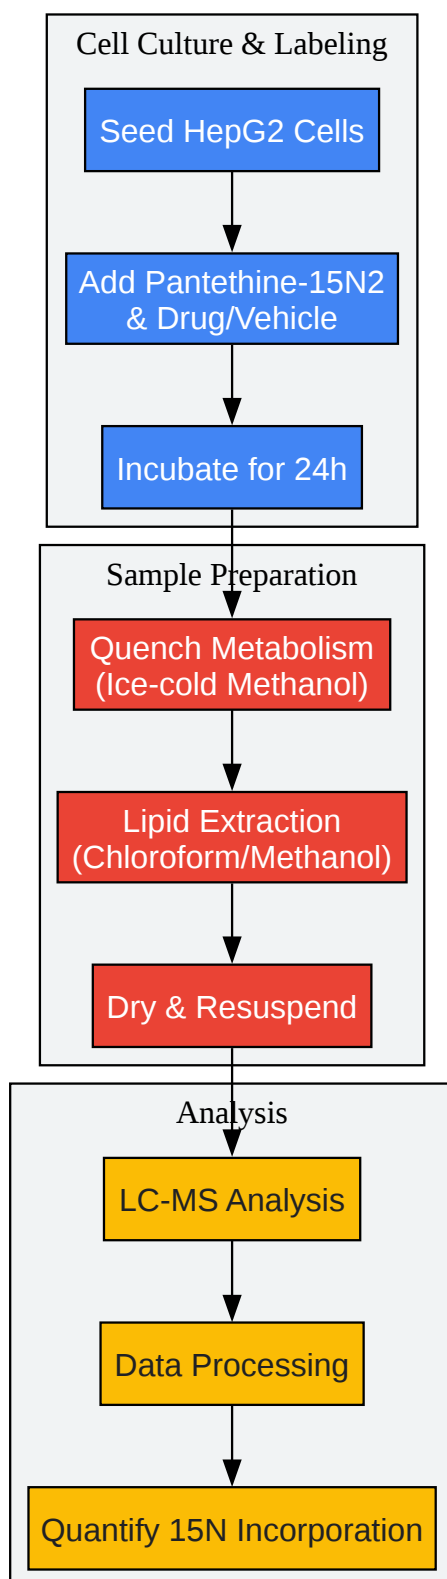 Cell Culture & Labeling
Seed HepG2 Cells
Add Pantethine-15N2
& Drug/Vehicle
Incubate for 24h
Sample Preparation
Quench Metabolism
(Ice-cold Methanol)
Lipid Extraction
(Chloroform/Methanol)
Dry & Resuspend
Analysis
LC-MS Analysis
Data Processing
Quantify 15N Incorporation